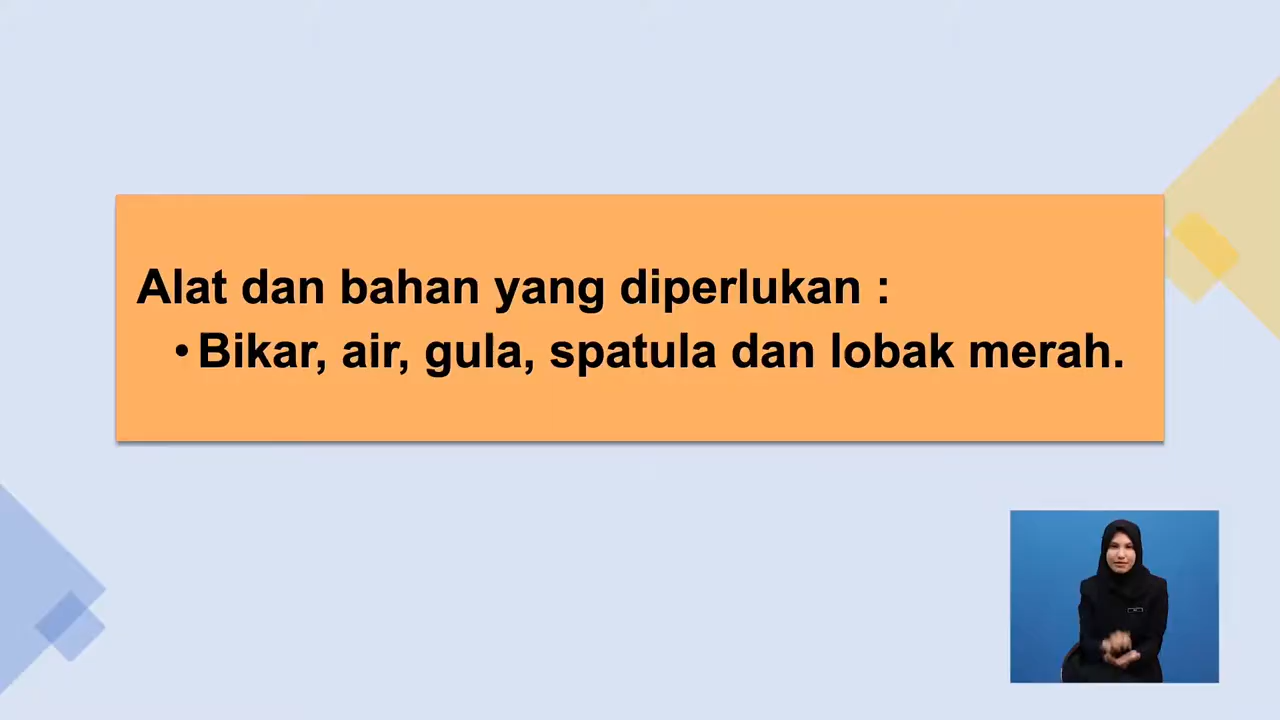 Alat dan bahan yang diperlukan :
• Bikar, air, gula, spatula dan lobak merah.